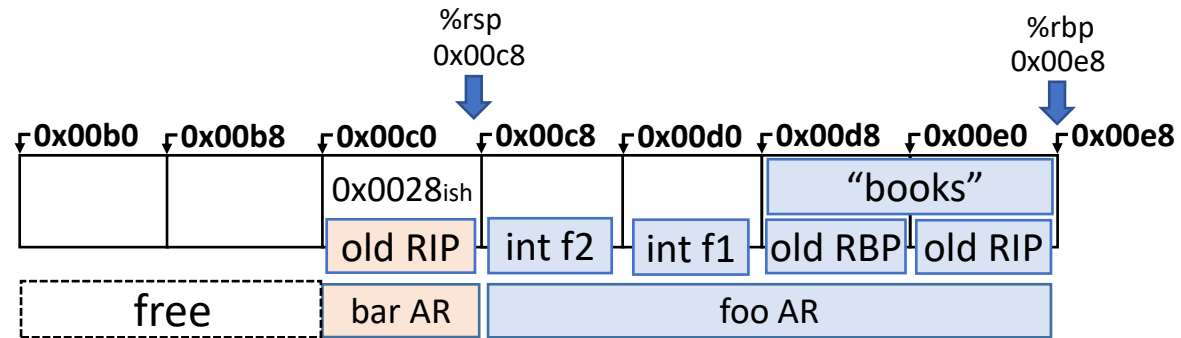 %rsp
0x00c8
%rbp
0x00e8
0x00b0 0x00b8 0x00c0 0x00c8 0x00d0 0x00d8 0x00e0 0x00e8
0x0028ish “books”
old RIP int f2 int f1 old RBP old RIP
free bar AR foo AR